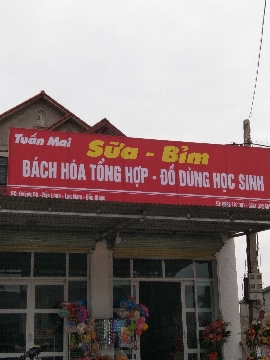 Tuấn Mai
Sữa - Bỉm
BÁCH HÓA TỔNG HỢP - ĐỒ DÙNG HỌC SINH